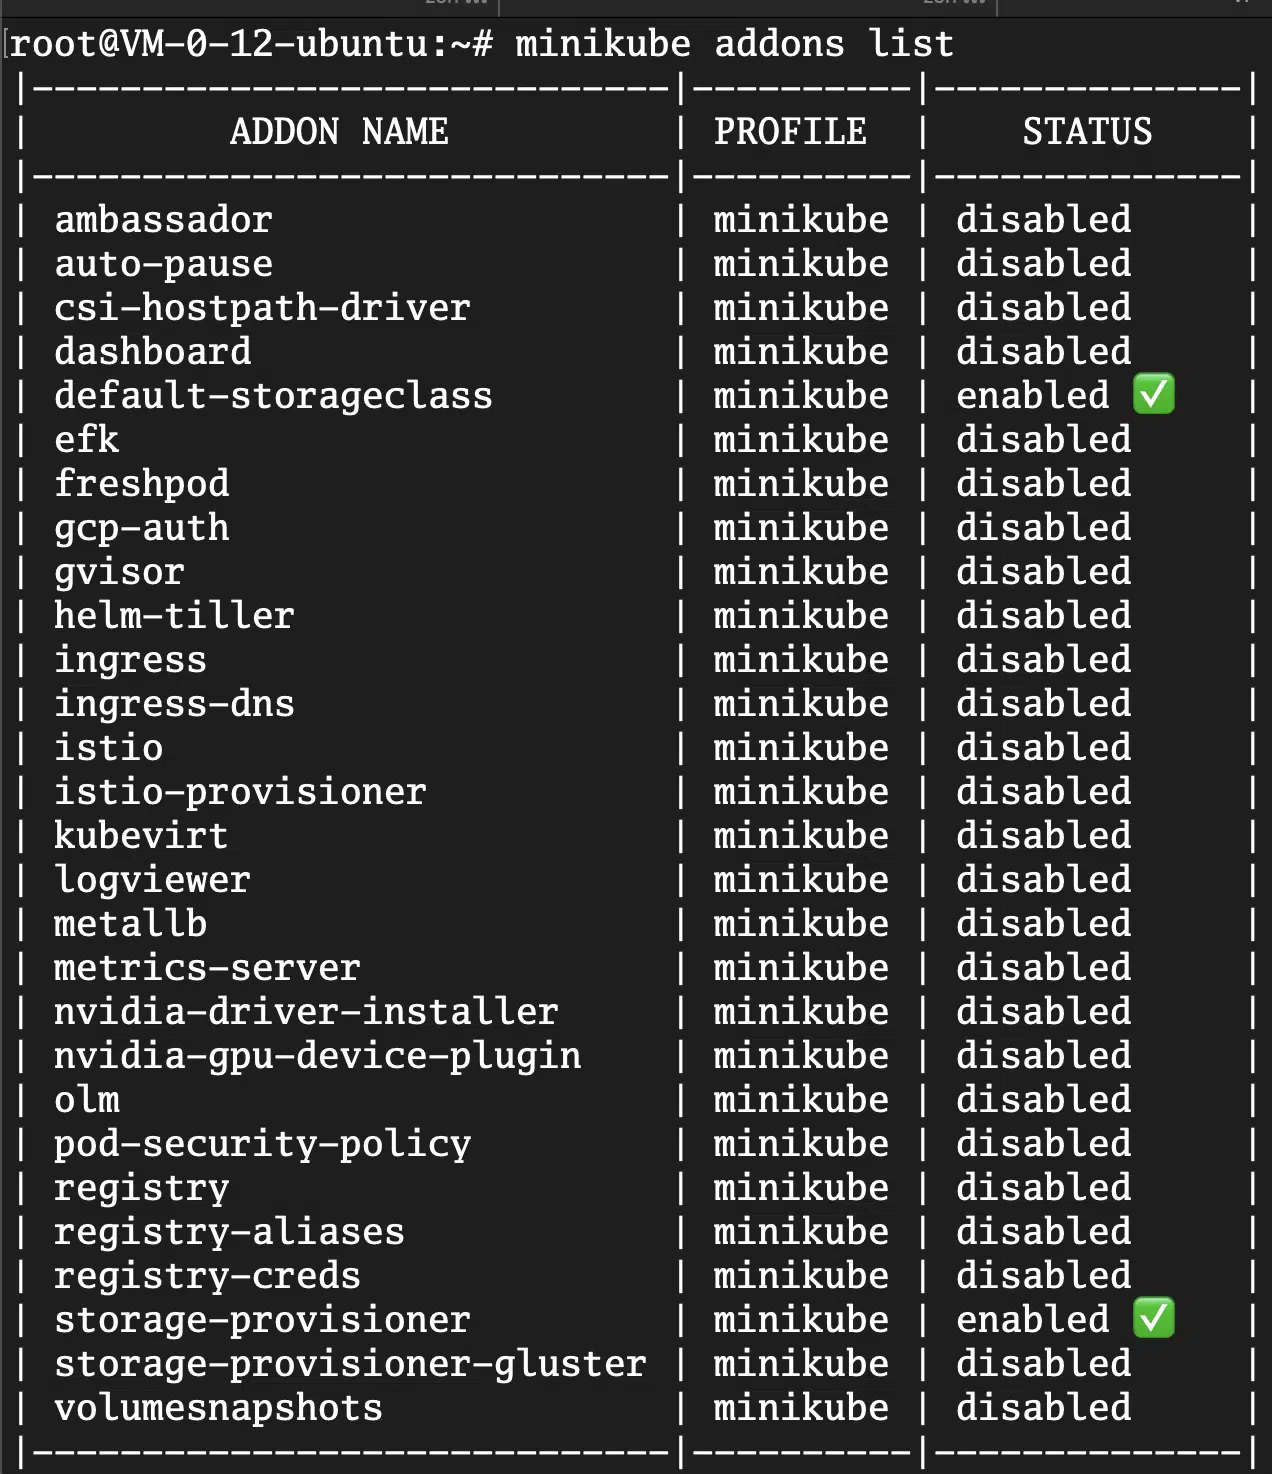 root@VM-0-12-ubuntu:~# minikube addons list
|-----------------------------|----------|--------------|
| ADDON NAME | PROFILE | STATUS |
|-----------------------------|----------|--------------|
| ambassador | minikube | disabled |
| auto-pause | minikube | disabled |
| csi-hostpath-driver | minikube | disabled |
| dashboard | minikube | disabled |
| default-storageclass | minikube | enabled ✅ |
| efk | minikube | disabled |
| freshpod | minikube | disabled |
| gcp-auth | minikube | disabled |
| gvisor | minikube | disabled |
| helm-tiller | minikube | disabled |
| ingress | minikube | disabled |
| ingress-dns | minikube | disabled |
| istio | minikube | disabled |
| istio-provisioner | minikube | disabled |
| kubevirt | minikube | disabled |
| logviewer | minikube | disabled |
| metallb | minikube | disabled |
| metrics-server | minikube | disabled |
| nvidia-driver-installer | minikube | disabled |
| nvidia-gpu-device-plugin | minikube | disabled |
| olm | minikube | disabled |
| pod-security-policy | minikube | disabled |
| registry | minikube | disabled |
| registry-aliases | minikube | disabled |
| registry-creds | minikube | disabled |
| storage-provisioner | minikube | enabled ✅ |
| storage-provisioner-gluster | minikube | disabled |
| volumesnapshots | minikube | disabled |
|-----------------------------|----------|--------------|